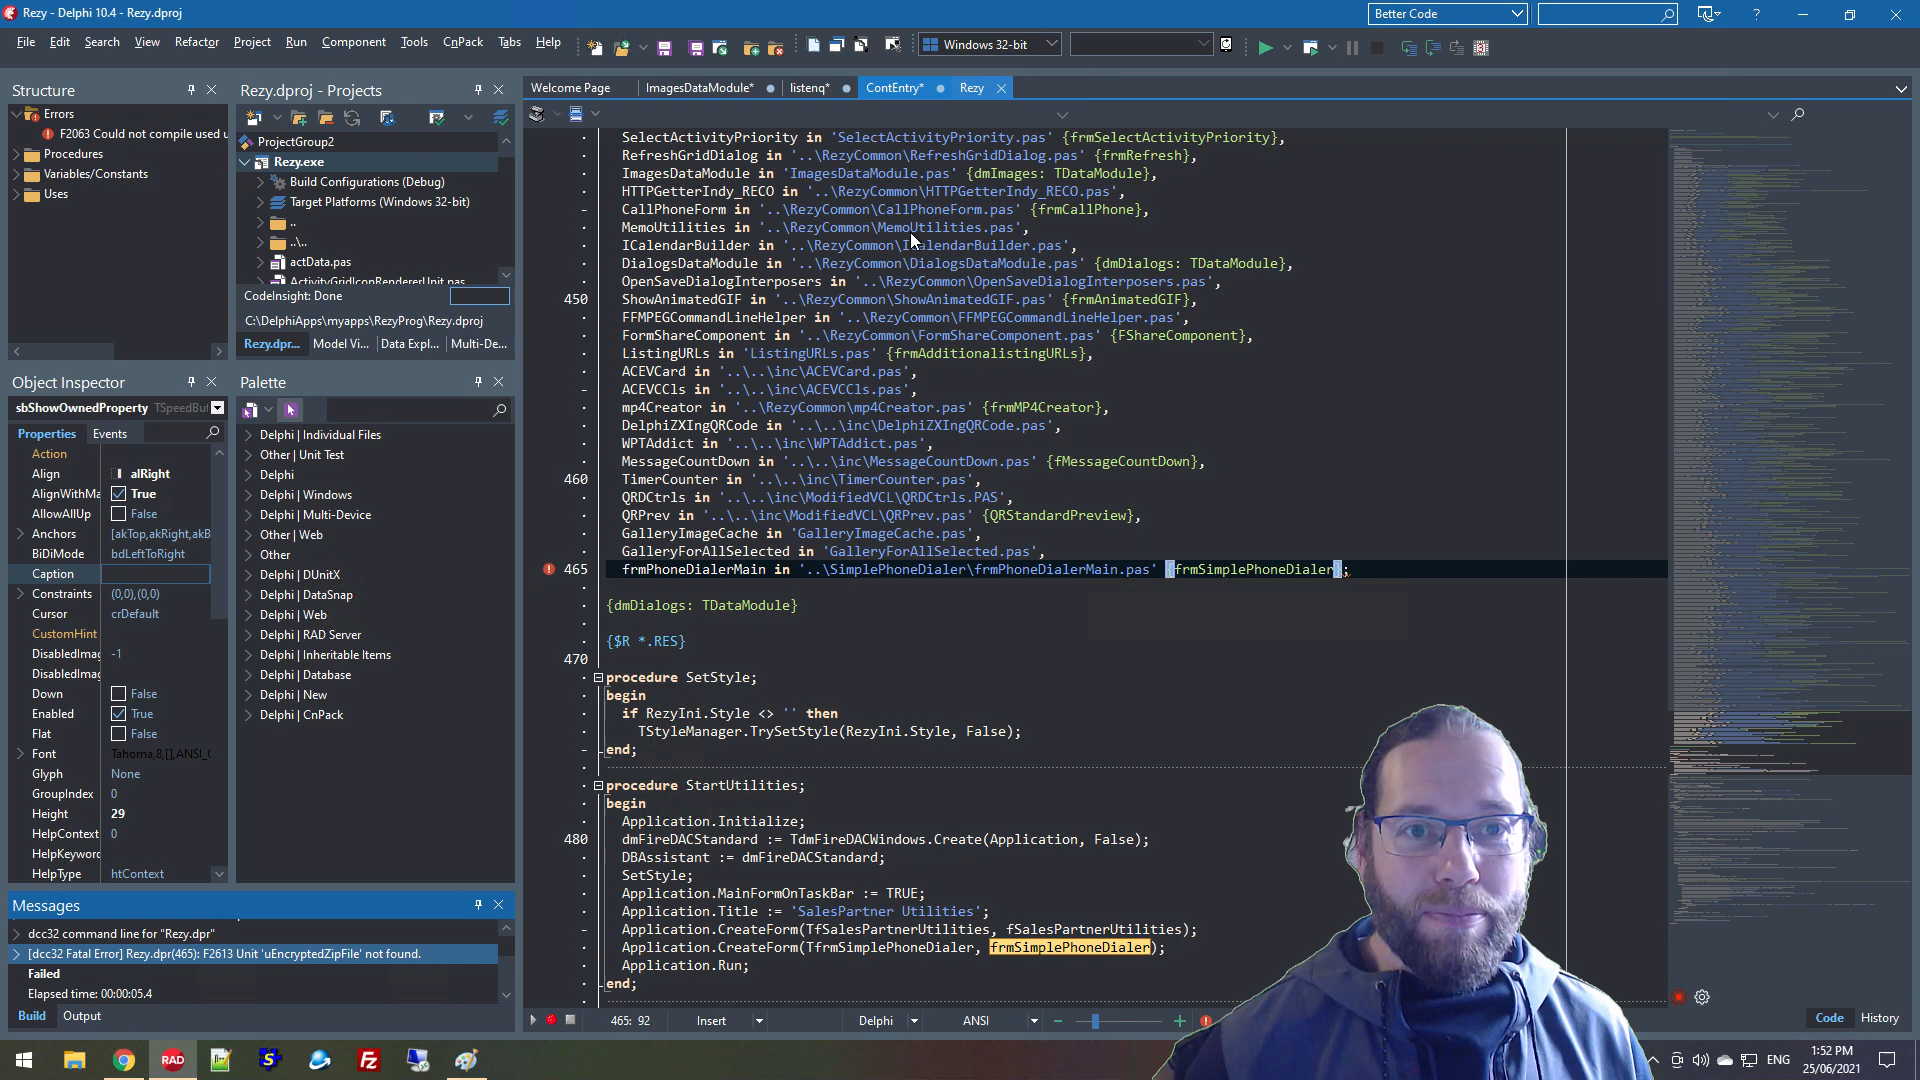 Rezy - Delphi 10.4 - Rezy.dproj
Better Code
File Edit Search View Refactor Project Run Component Tools CnPack Tabs Help
Windows 32-bit
Structure
Errors
F2063 Could not compile used u
Procedures
Variables/Constants
Uses
Rezy.dproj - Projects
ProjectGroup2
Rezy.exe
Build Configurations (Debug)
Target Platforms (Windows 32-bit)
..
..\..
actData.pas
ActivityGridIconRendererUnit.pas
CodeInsight: Done
C:\DelphiApps\myapps\RezyProg\Rezy.dproj
Rezy.dpr... Model Vi... Data Expl... Multi-De...
Object Inspector
sbShowOwnedProperty TSpeedBut
Properties Events
Action
Align alRight
AlignWithMa True
AllowAllUp False
Anchors [akTop,akRight,akB
BiDiMode bdLeftToRight
Caption
Constraints (0,0),(0,0)
Cursor crDefault
CustomHint
DisabledImag -1
DisabledImag
Down False
Enabled True
Flat False
Font Tahoma,8,[],ANSI_C
Glyph None
GroupIndex 0
Height 29
HelpContext 0
HelpKeyword
HelpType htContext
Palette
Delphi | Individual Files
Other | Unit Test
Delphi
Delphi | Windows
Delphi | Multi-Device
Other | Web
Other
Delphi | DUnitX
Delphi | DataSnap
Delphi | Web
Delphi | RAD Server
Delphi | Inheritable Items
Delphi | Database
Delphi | New
Delphi | CnPack
Messages
dcc32 command line for "Rezy.dpr"
[dcc32 Fatal Error] Rezy.dpr(465): F2613 Unit 'uEncryptedZipFile' not found.
Failed
Elapsed time: 00:00:05.4
Build Output
Welcome Page ImagesDataModule* listenq* ContEntry* Rezy
SelectActivityPriority in 'SelectActivityPriority.pas' {frmSelectActivityPriority},
RefreshGridDialog in '..\RezyCommon\RefreshGridDialog.pas' {frmRefresh},
ImagesDataModule in 'ImagesDataModule.pas' {dmImages: TDataModule},
HTTPGetterIndy_RECO in '..\RezyCommon\HTTPGetterIndy_RECO.pas',
CallPhoneForm in '..\RezyCommon\CallPhoneForm.pas' {frmCallPhone},
MemoUtilities in '..\RezyCommon\MemoUtilities.pas',
ICalendarBuilder in '..\RezyCommon\ICalendarBuilder.pas',
DialogsDataModule in '..\RezyCommon\DialogsDataModule.pas' {dmDialogs: TDataModule},
OpenSaveDialogInterposers in '..\RezyCommon\OpenSaveDialogInterposers.pas',
450 ShowAnimatedGIF in '..\RezyCommon\ShowAnimatedGIF.pas' {frmAnimatedGIF},
FFMPEGCommandLineHelper in '..\RezyCommon\FFMPEGCommandLineHelper.pas',
FormShareComponent in '..\RezyCommon\FormShareComponent.pas' {FShareComponent},
ListingURLs in 'ListingURLs.pas' {frmAdditionalistingURLs},
ACEVCard in '..\..\inc\ACEVCard.pas',
ACEVCCls in '..\..\inc\ACEVCCls.pas',
mp4Creator in '..\RezyCommon\mp4Creator.pas' {frmMP4Creator},
DelphiZXIngQRCode in '..\..\inc\DelphiZXIngQRCode.pas',
WPTAddict in '..\..\inc\WPTAddict.pas',
MessageCountDown in '..\..\inc\MessageCountDown.pas' {fMessageCountDown},
460 TimerCounter in '..\..\inc\TimerCounter.pas',
QRDCtrls in '..\..\inc\ModifiedVCL\QRDCtrls.PAS',
QRPrev in '..\..\inc\ModifiedVCL\QRPrev.pas' {QRStandardPreview},
GalleryImageCache in 'GalleryImageCache.pas',
GalleryForAllSelected in 'GalleryForAllSelected.pas',
465 frmPhoneDialerMain in '..\SimplePhoneDialer\frmPhoneDialerMain.pas' {frmSimplePhoneDialer};
{dmDialogs: TDataModule}
{$R *.RES}
470
procedure SetStyle;
begin
if RezyIni.Style <> '' then
TStyleManager.TrySetStyle(RezyIni.Style, False);
end;
procedure StartUtilities;
begin
Application.Initialize;
480 dmFireDACStandard := TdmFireDACWindows.Create(Application, False);
DBAssistant := dmFireDACStandard;
SetStyle;
Application.MainFormOnTaskBar := TRUE;
Application.Title := 'SalesPartner Utilities';
Application.CreateForm(TfSalesPartnerUtilities, fSalesPartnerUtilities);
Application.CreateForm(TfrmSimplePhoneDialer, frmSimplePhoneDialer);
Application.Run;
end;
465: 92 Insert Delphi ANSI
Code History
RAD
ENG
1:52 PM
25/06/2021